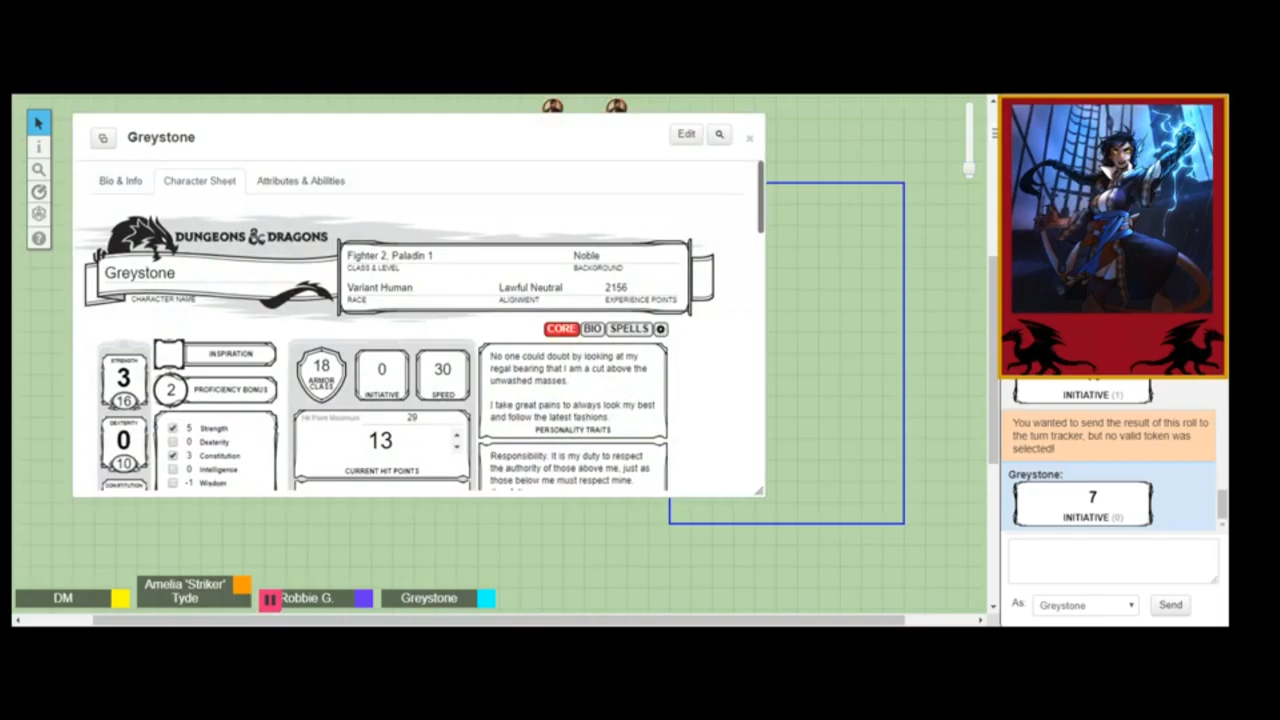 Greystone
Edit
Bio & Info
Character Sheet
Attributes & Abilities
DUNGEONS & DRAGONS
Greystone
CHARACTER NAME
Fighter 2, Paladin 1
CLASS & LEVEL
Noble
BACKGROUND
Variant Human
RACE
Lawful Neutral
ALIGNMENT
2156
EXPERIENCE POINTS
CORE
BIO
SPELLS
STRENGTH
3
16
DEXTERITY
0
10
CONSTITUTION
INSPIRATION
2
PROFICIENCY BONUS
5 Strength
0 Dexterity
3 Constitution
0 Intelligence
-1 Wisdom
18
ARMOR
CLASS
0
INITIATIVE
30
SPEED
Hit Point Maximum
29
13
CURRENT HIT POINTS
No one could doubt by looking at my
regal bearing that I am a cut above the
unwashed masses.
I take great pains to always look my best
and follow the latest fashions.
PERSONALITY TRAITS
Responsibility. It is my duty to respect
the authority of those above me, just as
those below me must respect mine.
INITIATIVE (1)
You wanted to send the result of this roll to
the turn tracker, but no valid token was
selected!
Greystone:
7
INITIATIVE (0)
As:
Greystone
Send
DM
Amelia 'Striker'
Tyde
Robbie G.
Greystone